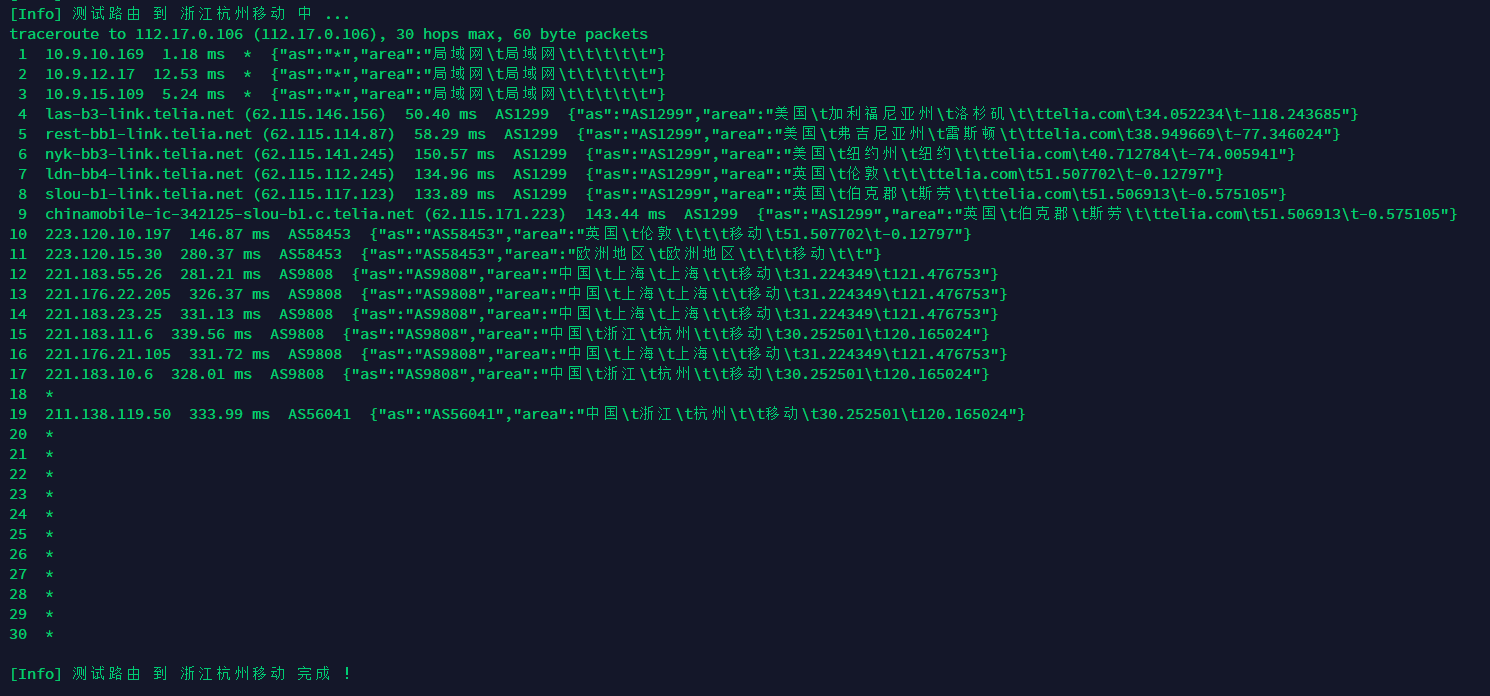 [Info] 测试路由 到 浙江杭州移动 中 ...
traceroute to 112.17.0.106 (112.17.0.106), 30 hops max, 60 byte packets
1 10.9.10.169 1.18 ms * {"as":"*","area":"局域网\t局域网\t\t\t\t\t"}
2 10.9.12.17 12.53 ms * {"as":"*","area":"局域网\t局域网\t\t\t\t\t"}
3 10.9.15.109 5.24 ms * {"as":"*","area":"局域网\t局域网\t\t\t\t\t"}
4 las-b3-link.telia.net (62.115.146.156) 50.40 ms AS1299 {"as":"AS1299","area":"美国\t加利福尼亚州\t洛杉矶\t\ttelia.com\t34.052234\t-118.243685"}
5 rest-bb1-link.telia.net (62.115.114.87) 58.29 ms AS1299 {"as":"AS1299","area":"美国\t弗吉尼亚州\t雷斯顿\t\ttelia.com\t38.949669\t-77.346024"}
6 nyk-bb3-link.telia.net (62.115.141.245) 150.57 ms AS1299 {"as":"AS1299","area":"美国\t纽约州\t纽约\t\ttelia.com\t40.712784\t-74.005941"}
7 ldn-bb4-link.telia.net (62.115.112.245) 134.96 ms AS1299 {"as":"AS1299","area":"英国\t伦敦\t\t\ttelia.com\t51.507702\t-0.12797"}
8 slou-b1-link.telia.net (62.115.117.123) 133.89 ms AS1299 {"as":"AS1299","area":"英国\t伯克郡\t斯劳\t\ttelia.com\t51.506913\t-0.575105"}
9 chinamobile-ic-342125-slou-b1.c.telia.net (62.115.171.223) 143.44 ms AS1299 {"as":"AS1299","area":"英国\t伯克郡\t斯劳\t\ttelia.com\t51.506913\t-0.575105"}
10 223.120.10.197 146.87 ms AS58453 {"as":"AS58453","area":"英国\t伦敦\t\t\t移动\t51.507702\t-0.12797"}
11 223.120.15.30 280.37 ms AS58453 {"as":"AS58453","area":"欧洲地区\t欧洲地区\t\t\t移动\t\t"}
12 221.183.55.26 281.21 ms AS9808 {"as":"AS9808","area":"中国\t上海\t上海\t\t移动\t31.224349\t121.476753"}
13 221.176.22.205 326.37 ms AS9808 {"as":"AS9808","area":"中国\t上海\t上海\t\t移动\t31.224349\t121.476753"}
14 221.183.23.25 331.13 ms AS9808 {"as":"AS9808","area":"中国\t上海\t上海\t\t移动\t31.224349\t121.476753"}
15 221.183.11.6 339.56 ms AS9808 {"as":"AS9808","area":"中国\t浙江\t杭州\t\t移动\t30.252501\t120.165024"}
16 221.176.21.105 331.72 ms AS9808 {"as":"AS9808","area":"中国\t上海\t上海\t\t移动\t31.224349\t121.476753"}
17 221.183.10.6 328.01 ms AS9808 {"as":"AS9808","area":"中国\t浙江\t杭州\t\t移动\t30.252501\t120.165024"}
18 *
19 211.138.119.50 333.99 ms AS56041 {"as":"AS56041","area":"中国\t浙江\t杭州\t\t移动\t30.252501\t120.165024"}
20 *
21 *
22 *
23 *
24 *
25 *
26 *
27 *
28 *
29 *
30 *
[Info] 测试路由 到 浙江杭州移动 完成 !